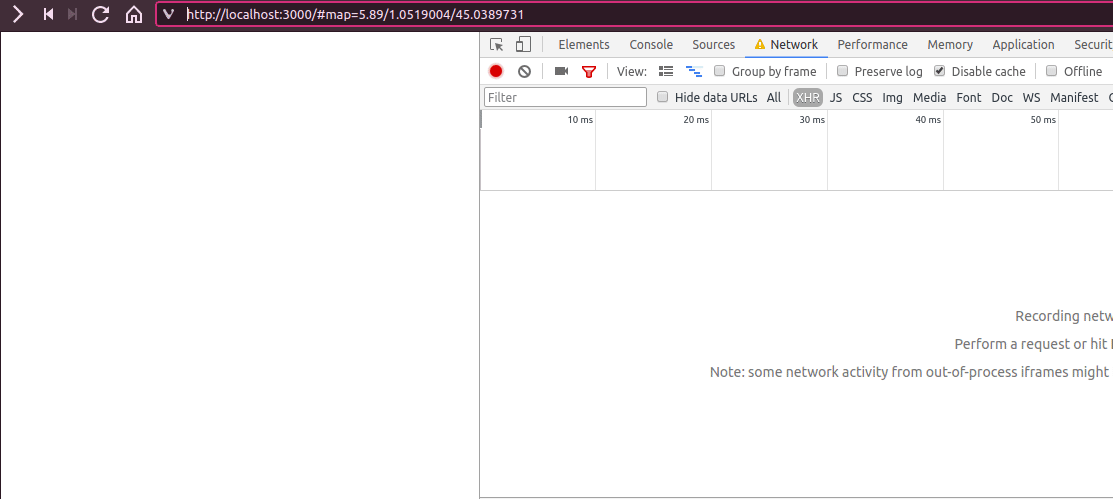 http://localhost:3000/#map=5.89/1.0519004/45.0389731
Elements Console Sources Network Performance Memory Application
View: Group by frame Preserve log Disable cache Offline
Filter Hide data URLs All XHR JS CSS Img Media Font Doc WS Manifest
10 ms 20 ms 30 ms 40 ms 50 ms
Recording
Perform a request or hit
Note: some network activity from out-of-process iframes might